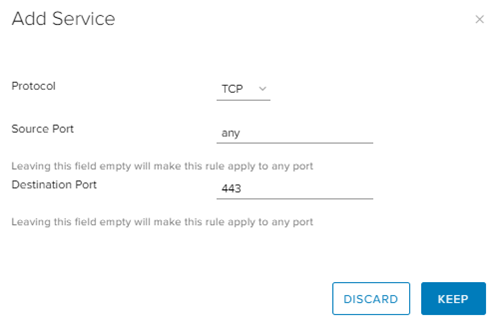 Add Service
Protocol
TCP
Source Port
any
Leaving this field empty will make this rule apply to any port
Destination Port
443
Leaving this field empty will make this rule apply to any port
DISCARD
KEEP